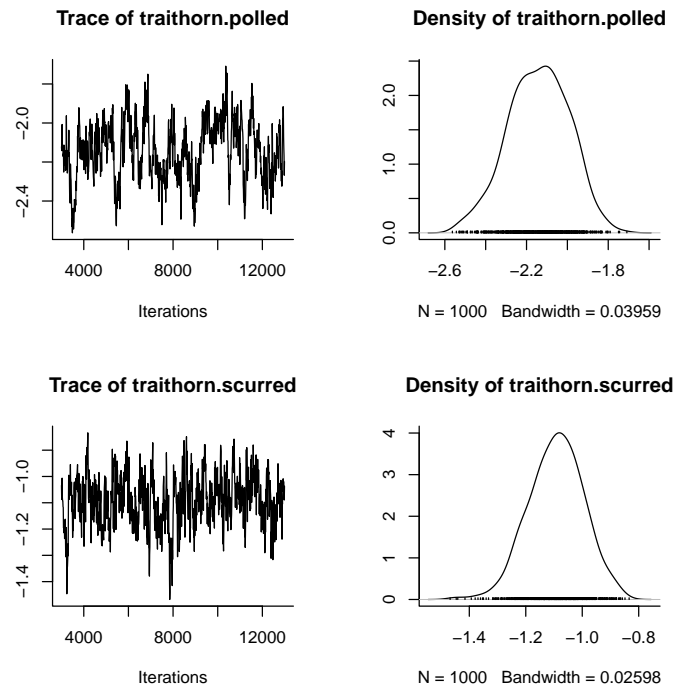 Trace of traithorn.polled
−2.4 −2.0
4000 8000 12000
Iterations
Density of traithorn.polled
0.0 1.0 2.0
−2.6 −2.2 −1.8
N = 1000 Bandwidth = 0.03959
Trace of traithorn.scurred
−1.4 −1.2 −1.0
4000 8000 12000
Iterations
Density of traithorn.scurred
0 1 2 3 4
−1.4 −1.2 −1.0 −0.8
N = 1000 Bandwidth = 0.02598